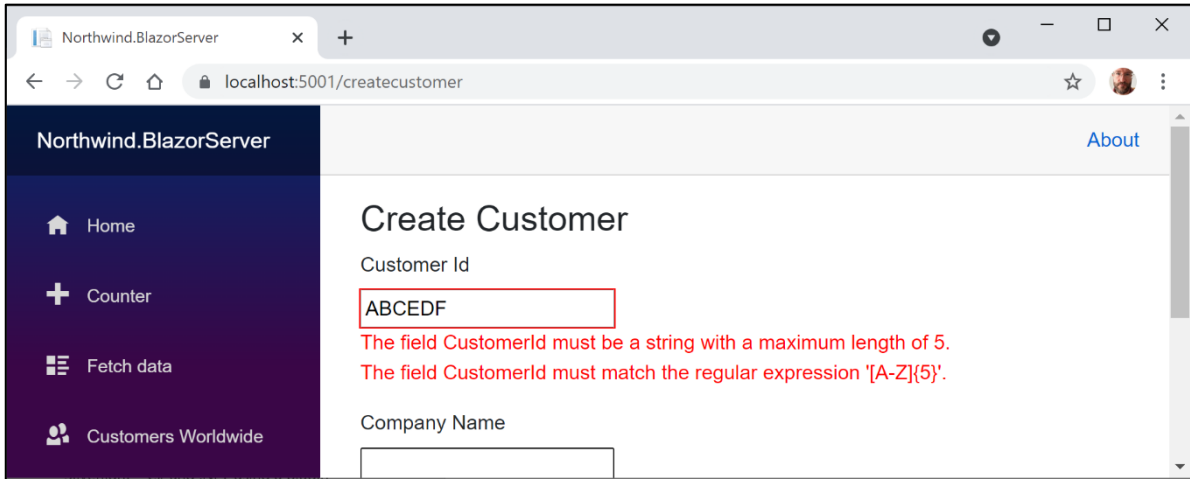 Northwind.BlazorServer
localhost:5001/createcustomer
Northwind.BlazorServer
About
Home
Counter
Fetch data
Customers Worldwide
Create Customer
Customer Id
ABCEDF
The field CustomerId must be a string with a maximum length of 5.
The field CustomerId must match the regular expression '[A-Z]{5}'.
Company Name